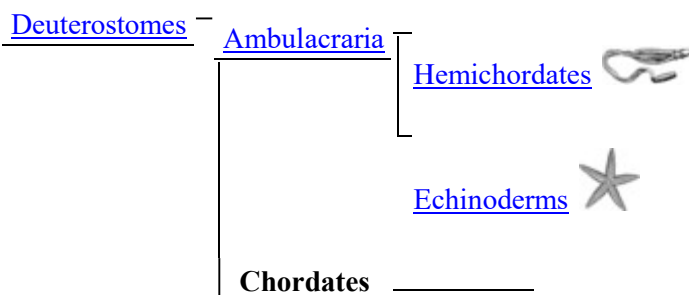 Deuterostomes
Ambulacraria
Hemichordates
Echinoderms
Chordates